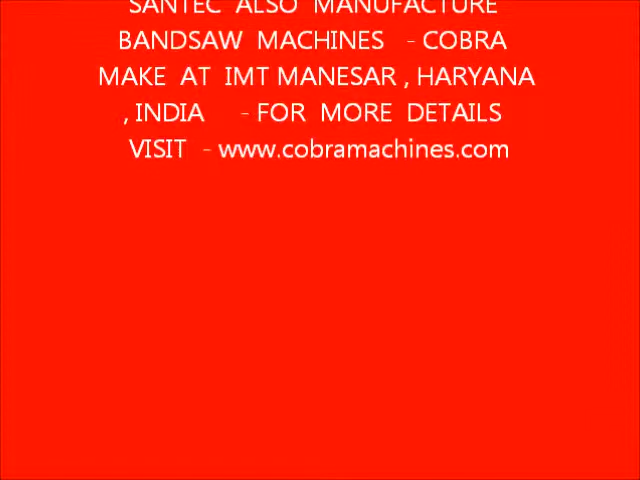 SANTEC ALSO MANUFACTURE
BANDSAW MACHINES - COBRA
MAKE AT IMT MANESAR , HARYANA
, INDIA - FOR MORE DETAILS
VISIT - www.cobramachines.com